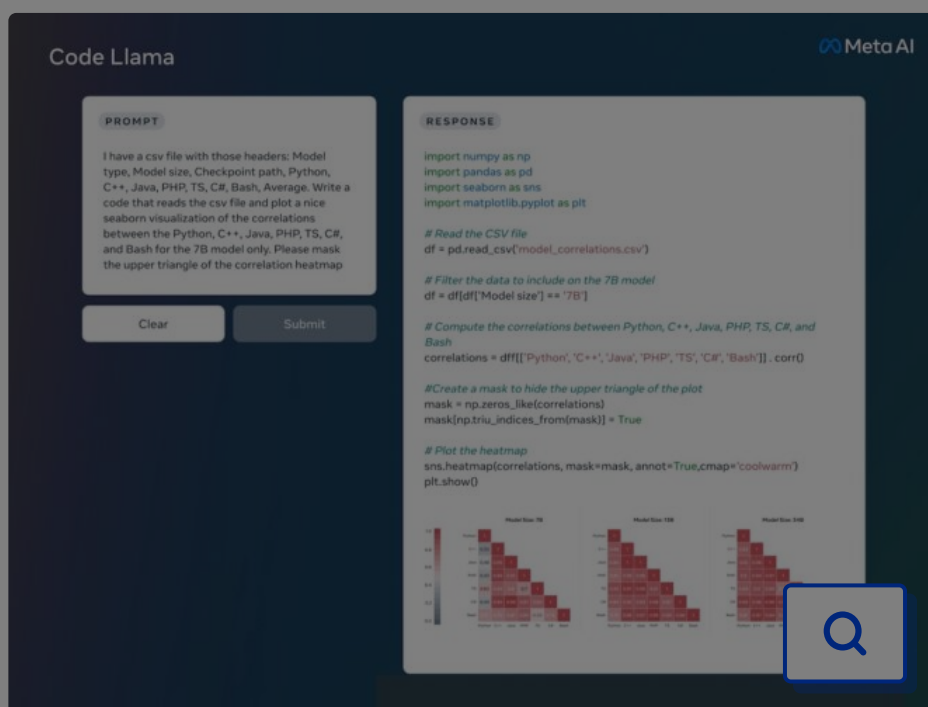 Code Llama
Meta AI
PROMPT
I have a csv file with those headers: Model
type, Model size, Checkpoint path, Python,
C++, Java, PHP, TS, C#, Bash, Average. Write a
code that reads the csv file and plot a nice
seaborn visualization of the correlations
between the Python, C++, Java, PHP, TS, C#,
and Bash for the 7B model only. Please mask
the upper triangle of the correlation heatmap
Clear
Submit
RESPONSE
import numpy as np
import pandas as pd
import seaborn as sns
import matplotlib.pyplot as plt
# Read the CSV file
df = pd.read_csv('model_correlations.csv')
# Filter the data to include on the 7B model
df = df[df['Model size'] == '7B']
# Compute the correlations between Python, C++, Java, PHP, TS, C#, and
Bash
correlations = dff[['Python', 'C++', 'Java', 'PHP', 'TS', 'C#', 'Bash']] . corr()
#Create a mask to hide the upper triangle of the plot
mask = np.zeros_like(correlations)
mask[np.triu_indices_from(mask)] = True
# Plot the heatmap
sns.heatmap(correlations, mask=mask, annot=True,cmap='coolwarm')
plt.show()
Model Size: 7B
Model Size: 13B
Model Size: 34B